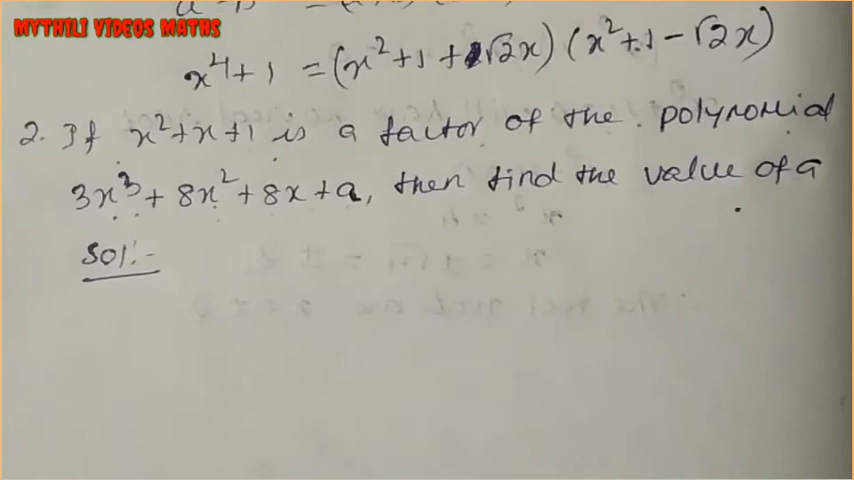 MYTHILI VIDEOS MATHS
x⁴+1 = (x²+1+√2x) (x²+1-√2x)
2. If x²+x+1 is a factor of the polynomial
3x³+8x²+8x+a, then find the value of a
Sol:-